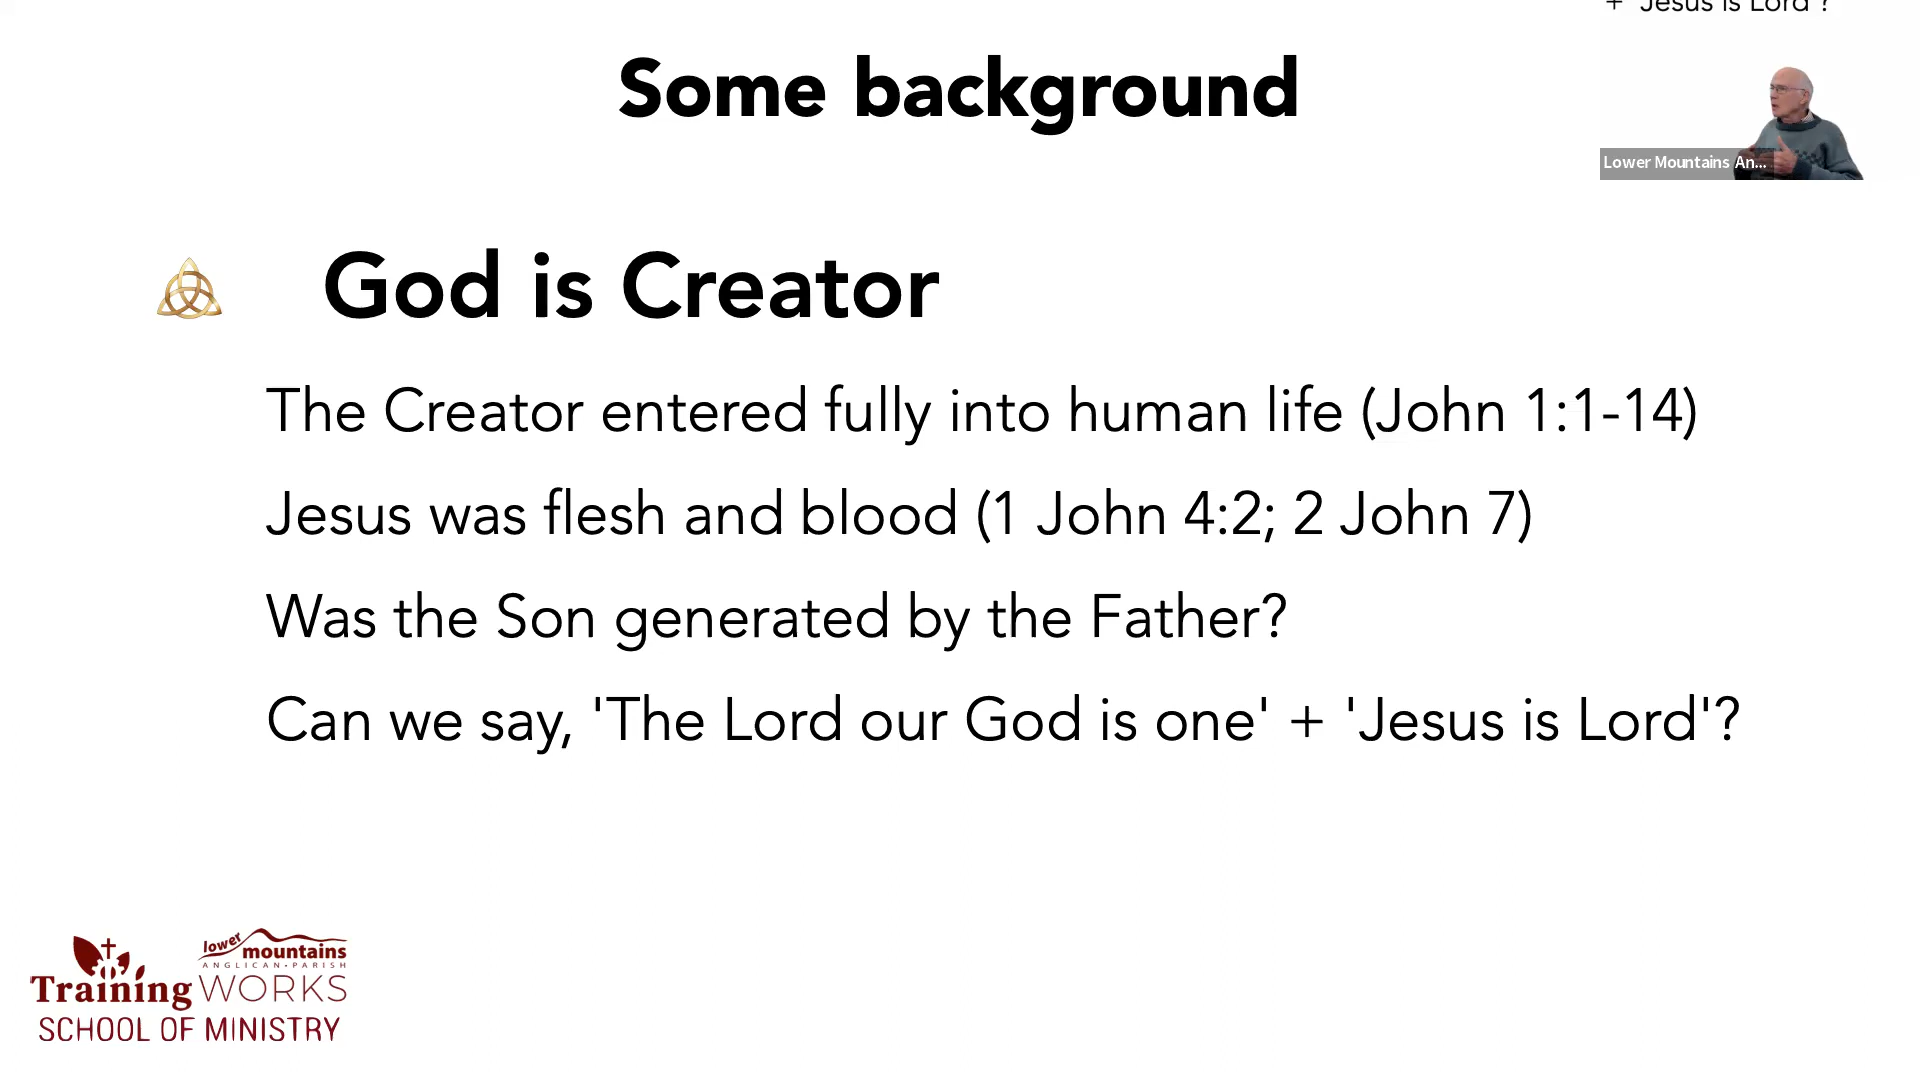 + 'Jesus is Lord'?
Some background
Lower Mountains An...
God is Creator
The Creator entered fully into human life (John 1:1-14)
Jesus was flesh and blood (1 John 4:2; 2 John 7)
Was the Son generated by the Father?
Can we say, 'The Lord our God is one' + 'Jesus is Lord'?
lower mountains
ANGLICAN•PARISH
Training WORKS
SCHOOL OF MINISTRY